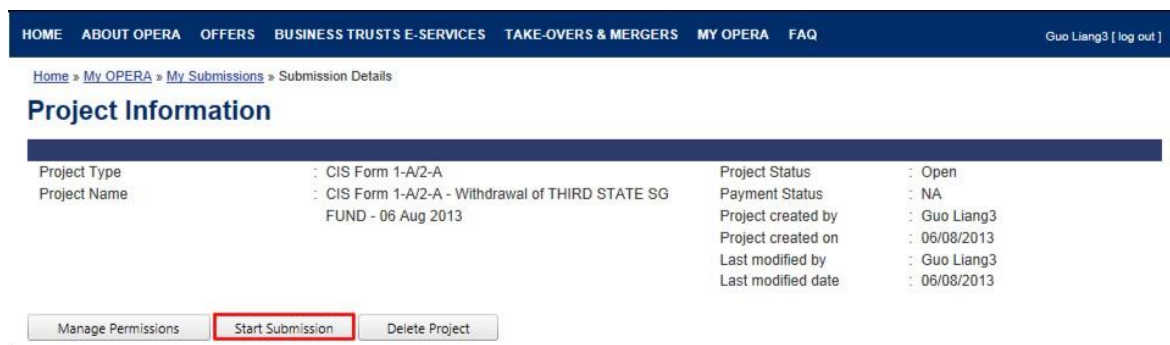 HOME ABOUT OPERA OFFERS BUSINESS TRUSTS E-SERVICES TAKE-OVERS & MERGERS MY OPERA FAQ Guo Liang3 [ log out ]
Home » My OPERA » My Submissions » Submission Details
Project Information
Project Type : CIS Form 1-A/2-A Project Status : Open
Project Name : CIS Form 1-A/2-A - Withdrawal of THIRD STATE SG Payment Status : NA
FUND - 06 Aug 2013 Project created by : Guo Liang3
Project created on : 06/08/2013
Last modified by : Guo Liang3
Last modified date : 06/08/2013
Manage Permissions Start Submission Delete Project